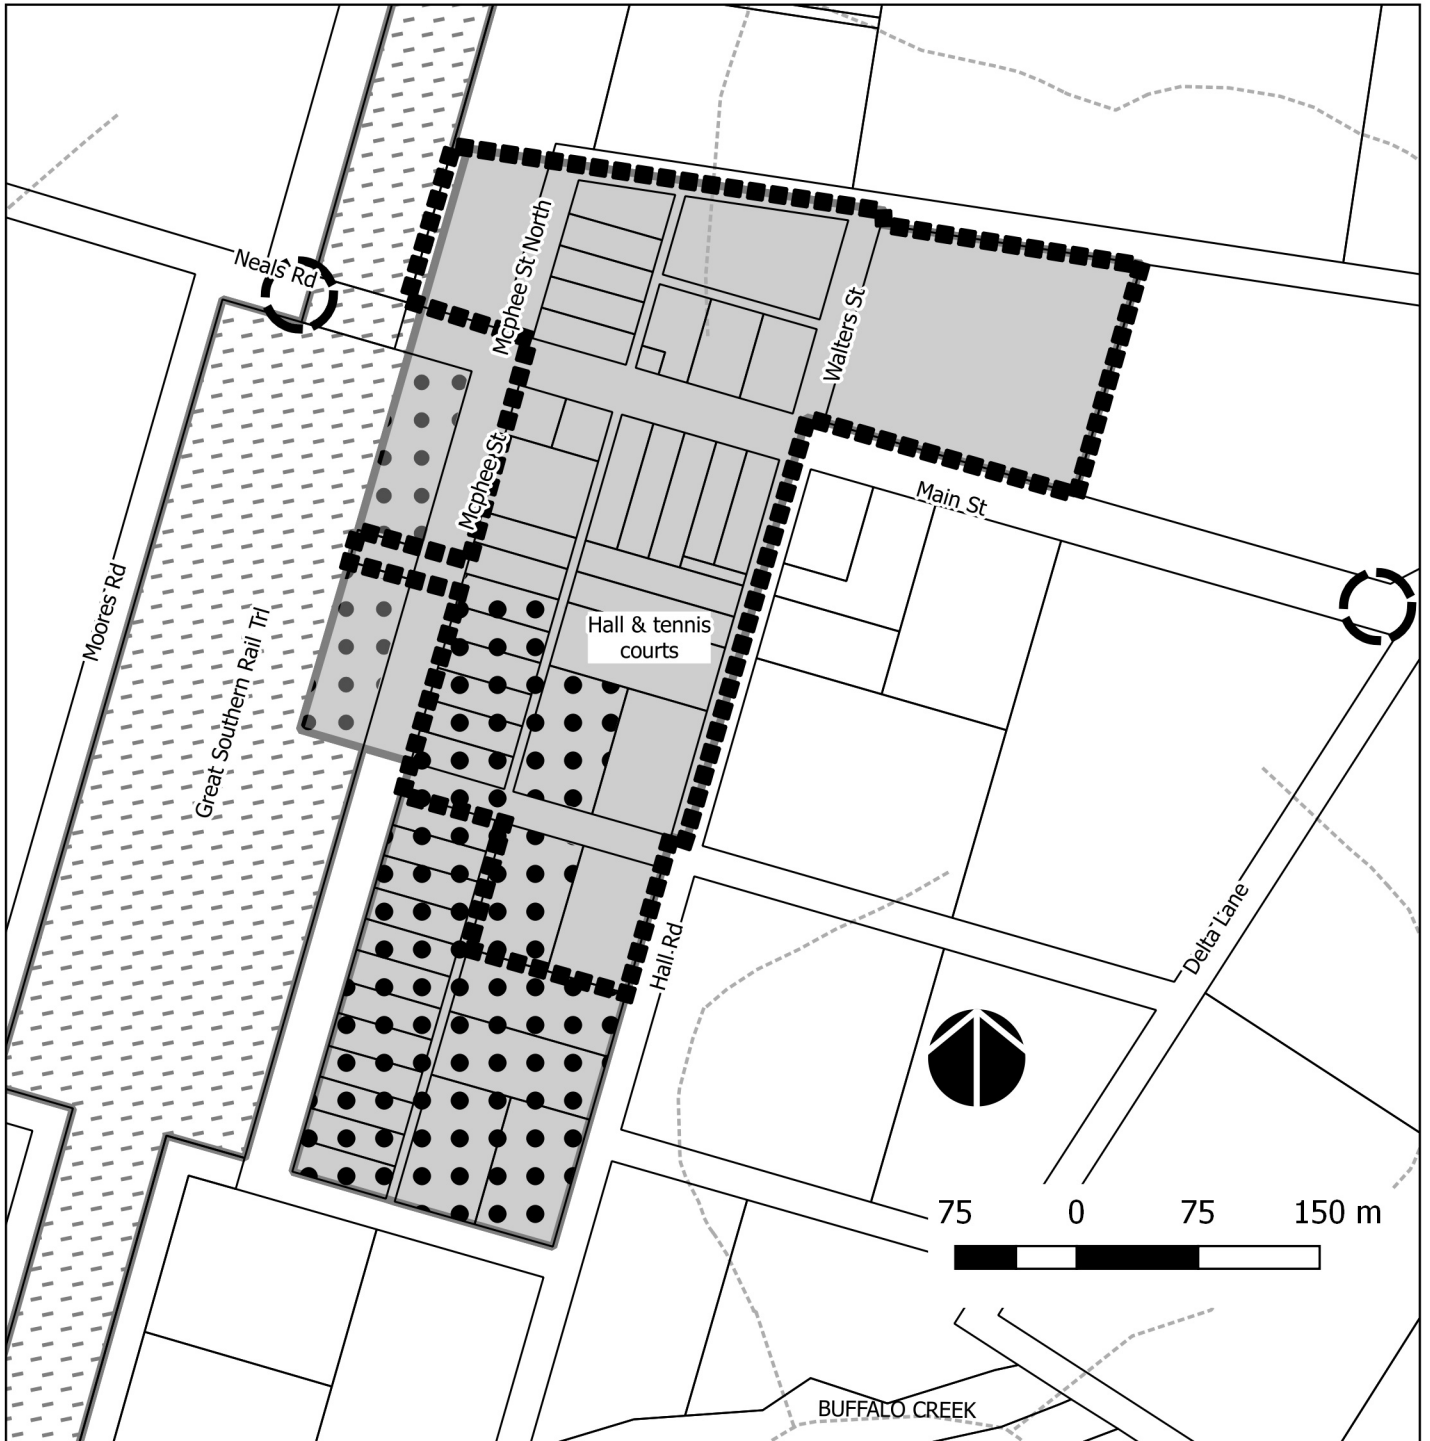 Neals Rd
Mcphee St North
Walters St
Mcphee St
Main St
Moores Rd
Great Southern Rail Trl
Hall & tennis
courts
Hall Rd
Delta Lane
75 0 75 150 m
BUFFALO CREEK